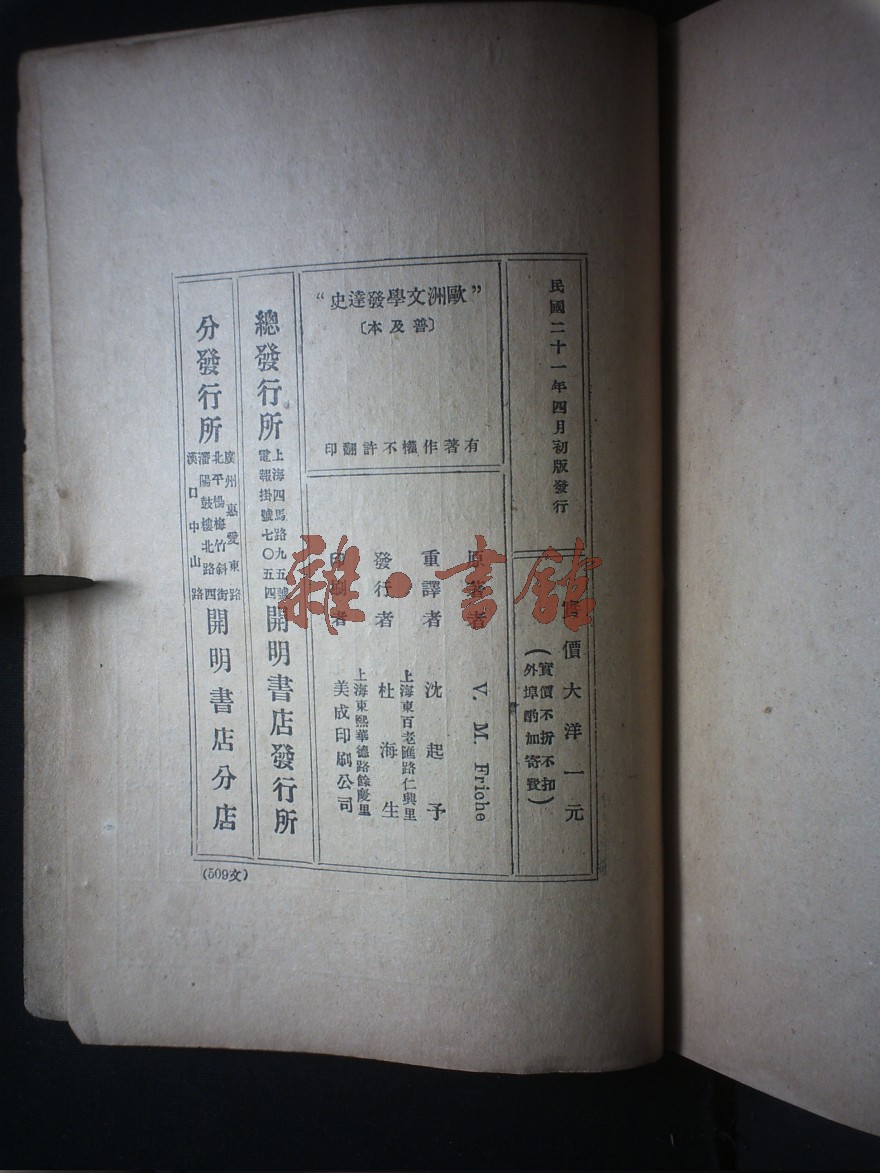 民國二十一年四月初版發行
實價大洋一元
(實價不折不扣
外埠酌加寄費)
“歐洲文學發達史”
〔普及本〕
有著作權不許翻印
原著者 V. M. Friche
重譯者 沈起予
上海東百老匯路仁興里
發行者 杜海生
上海東熙華德路餘慶里
印刷者 美成印刷公司
總發行所
上海四馬路九五號
電報掛號七〇五四
開明書店發行所
分發行所
廣州惠愛東路
北平楊梅竹斜街
瀋陽鼓樓北路西
漢口中山路
開明書店分店
(509文)
雜·書館